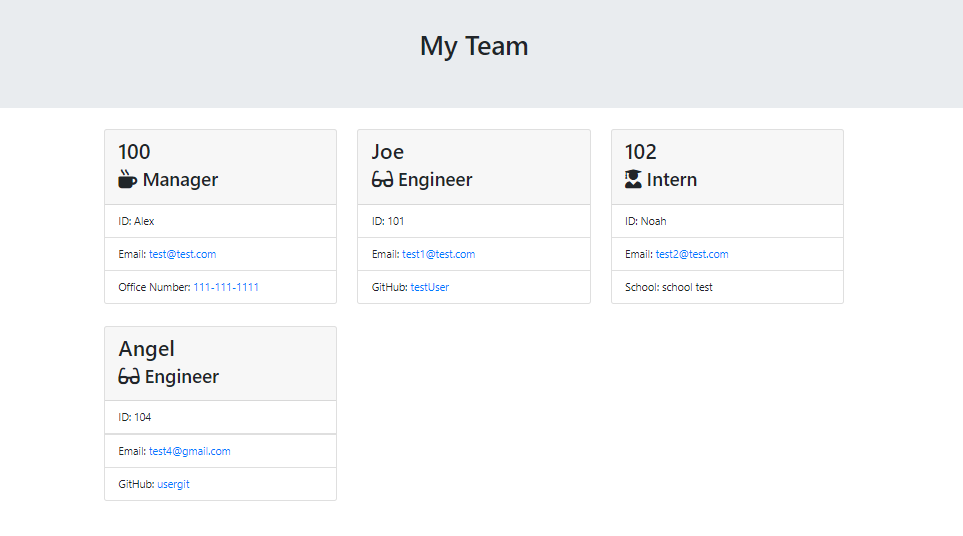 My Team
100
Manager
ID: Alex
Email: test@test.com
Office Number: 111-111-1111
Joe
Engineer
ID: 101
Email: test1@test.com
GitHub: testUser
102
Intern
ID: Noah
Email: test2@test.com
School: school test
Angel
Engineer
ID: 104
Email: test4@gmail.com
GitHub: usergit